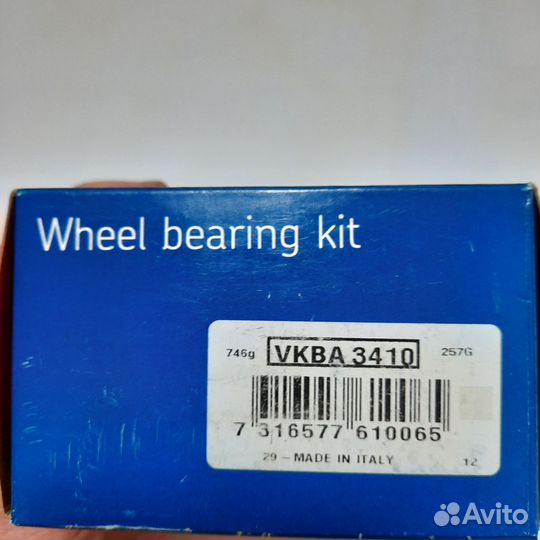 Wheel bearing kit
746g VKBA 3410 257G
7 316577 610065
29 - MADE IN ITALY 12
Avito